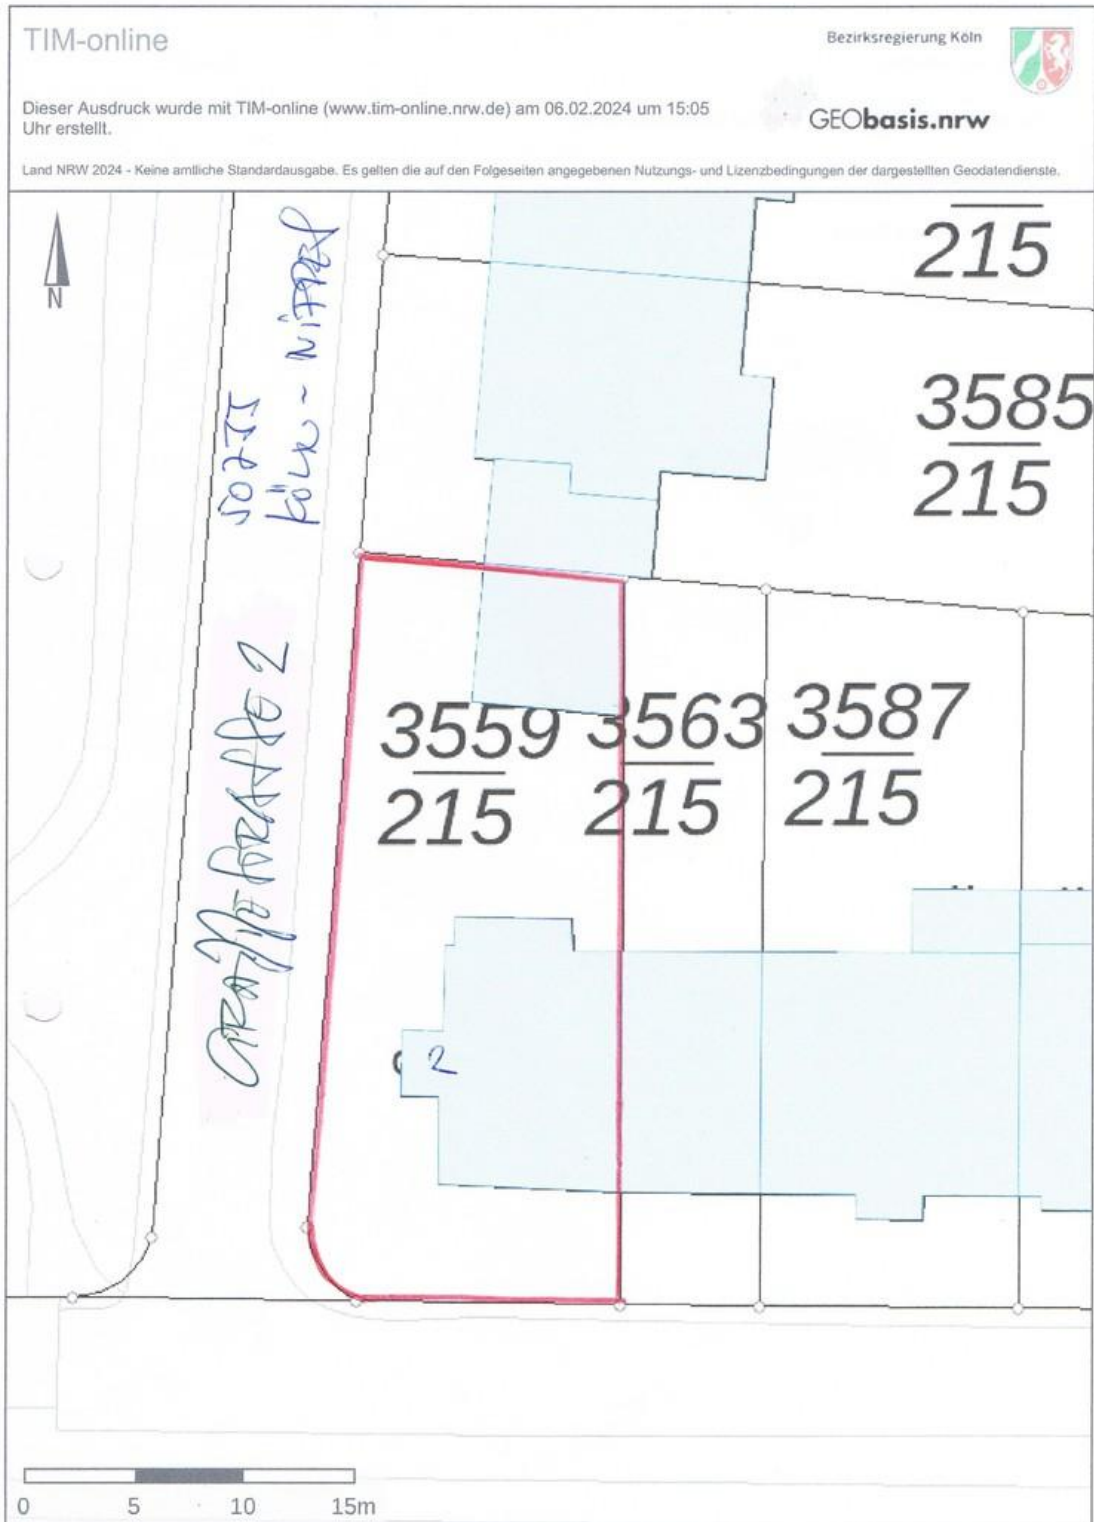 TIM-online
Bezirksregierung Köln
Dieser Ausdruck wurde mit TIM-online (www.tim-online.nrw.de) am 06.02.2024 um 15:05
Uhr erstellt.
GEObasis.nrw
Land NRW 2024 - Keine amtliche Standardausgabe. Es gelten die auf den Folgeseiten angegebenen Nutzungs- und Lizenzbedingungen der dargestellten Geodatendienste.
N
215
3585
215
Köln -
2
3559
215
3563
215
3587
215
2
0 5 10 15m